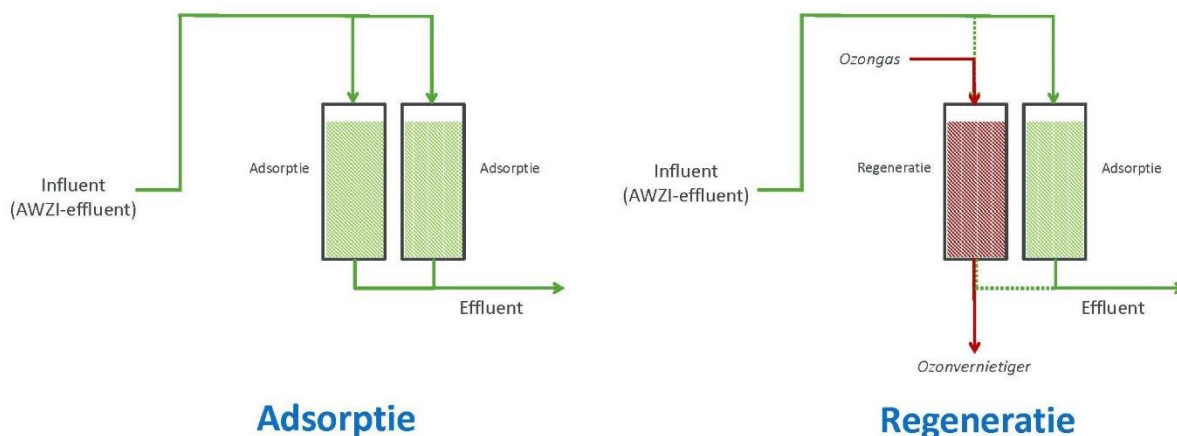 Adsorptie
Adsorptie
Influent
(AWZI-effluent)
Effluent
Adsorptie
Ozongas
Regeneratie
Adsorptie
Influent
(AWZI-effluent)
Effluent
Ozonvernietiger
Regeneratie